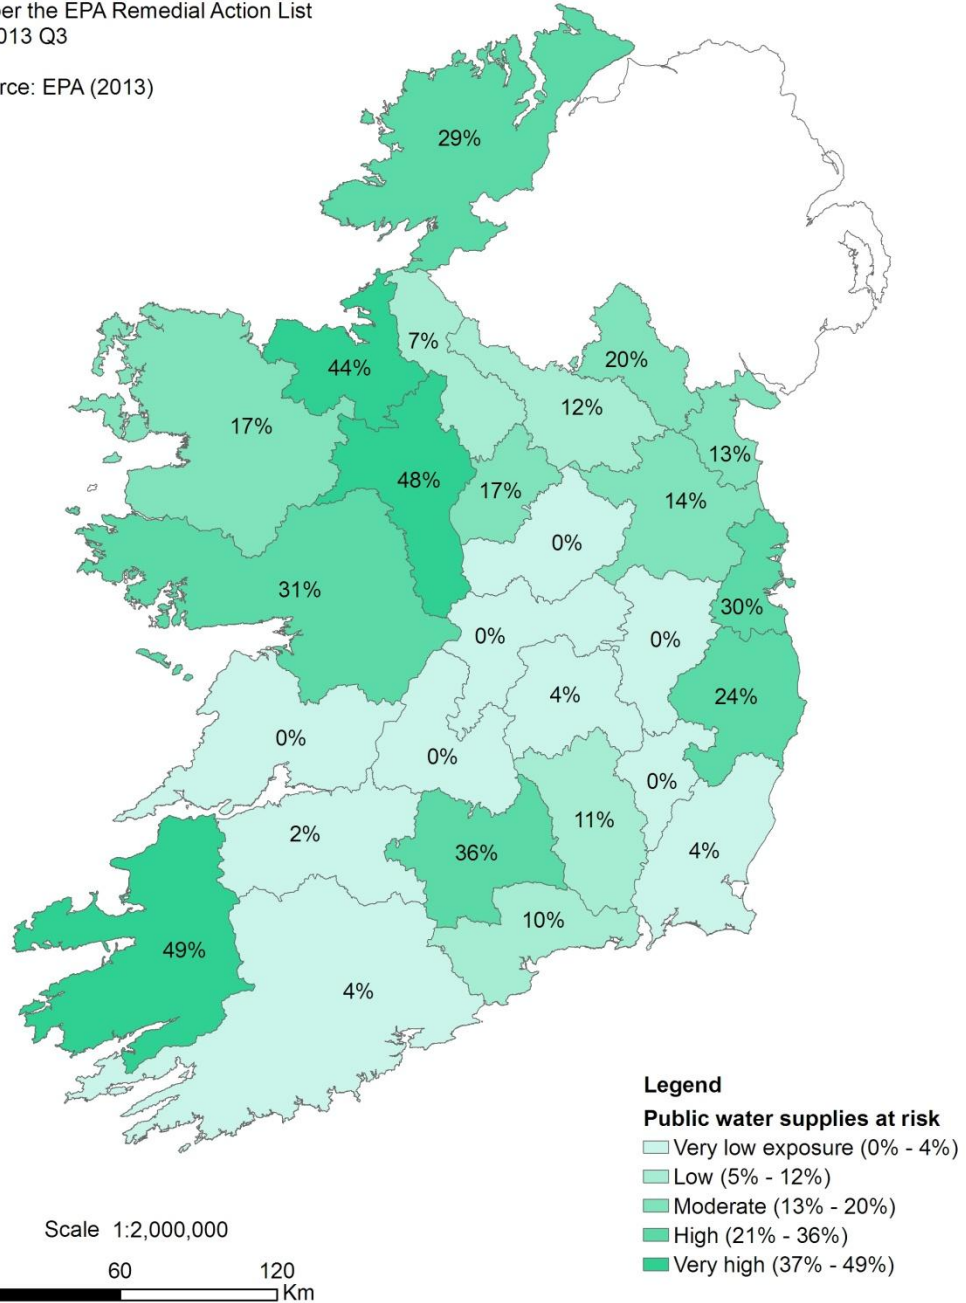 er the EPA Remedial Action List
013 Q3
rce: EPA (2013)
29%
7%
44%
20%
12%
17%
13%
48%
17%
14%
0%
31%
30%
0%
0%
4%
24%
0%
0%
0%
11%
2%
36%
4%
10%
49%
4%
Legend
Public water supplies at risk
Very low exposure (0% - 4%)
Low (5% - 12%)
Moderate (13% - 20%)
High (21% - 36%)
Very high (37% - 49%)
Scale 1:2,000,000
60 120
Km